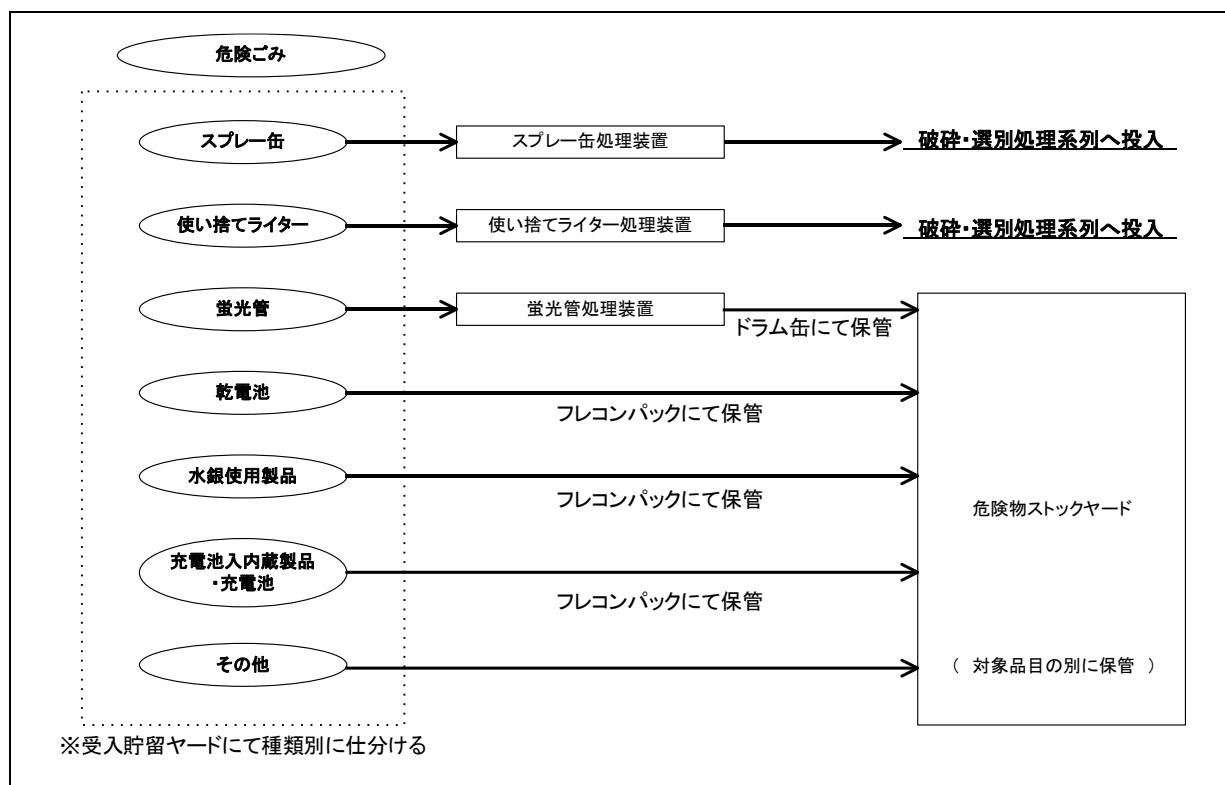 危険ごみ
スプレー缶
スプレー缶処理装置
破砕・選別処理系列へ投入
使い捨てライター
使い捨てライター処理装置
破砕・選別処理系列へ投入
蛍光管
蛍光管処理装置
ドラム缶にて保管
乾電池
フレコンパックにて保管
水銀使用製品
フレコンパックにて保管
危険物ストックヤード
充電池入内蔵製品
・充電池
フレコンパックにて保管
その他
（ 対象品目の別に保管 ）
※受入貯留ヤードにて種類別に仕分ける